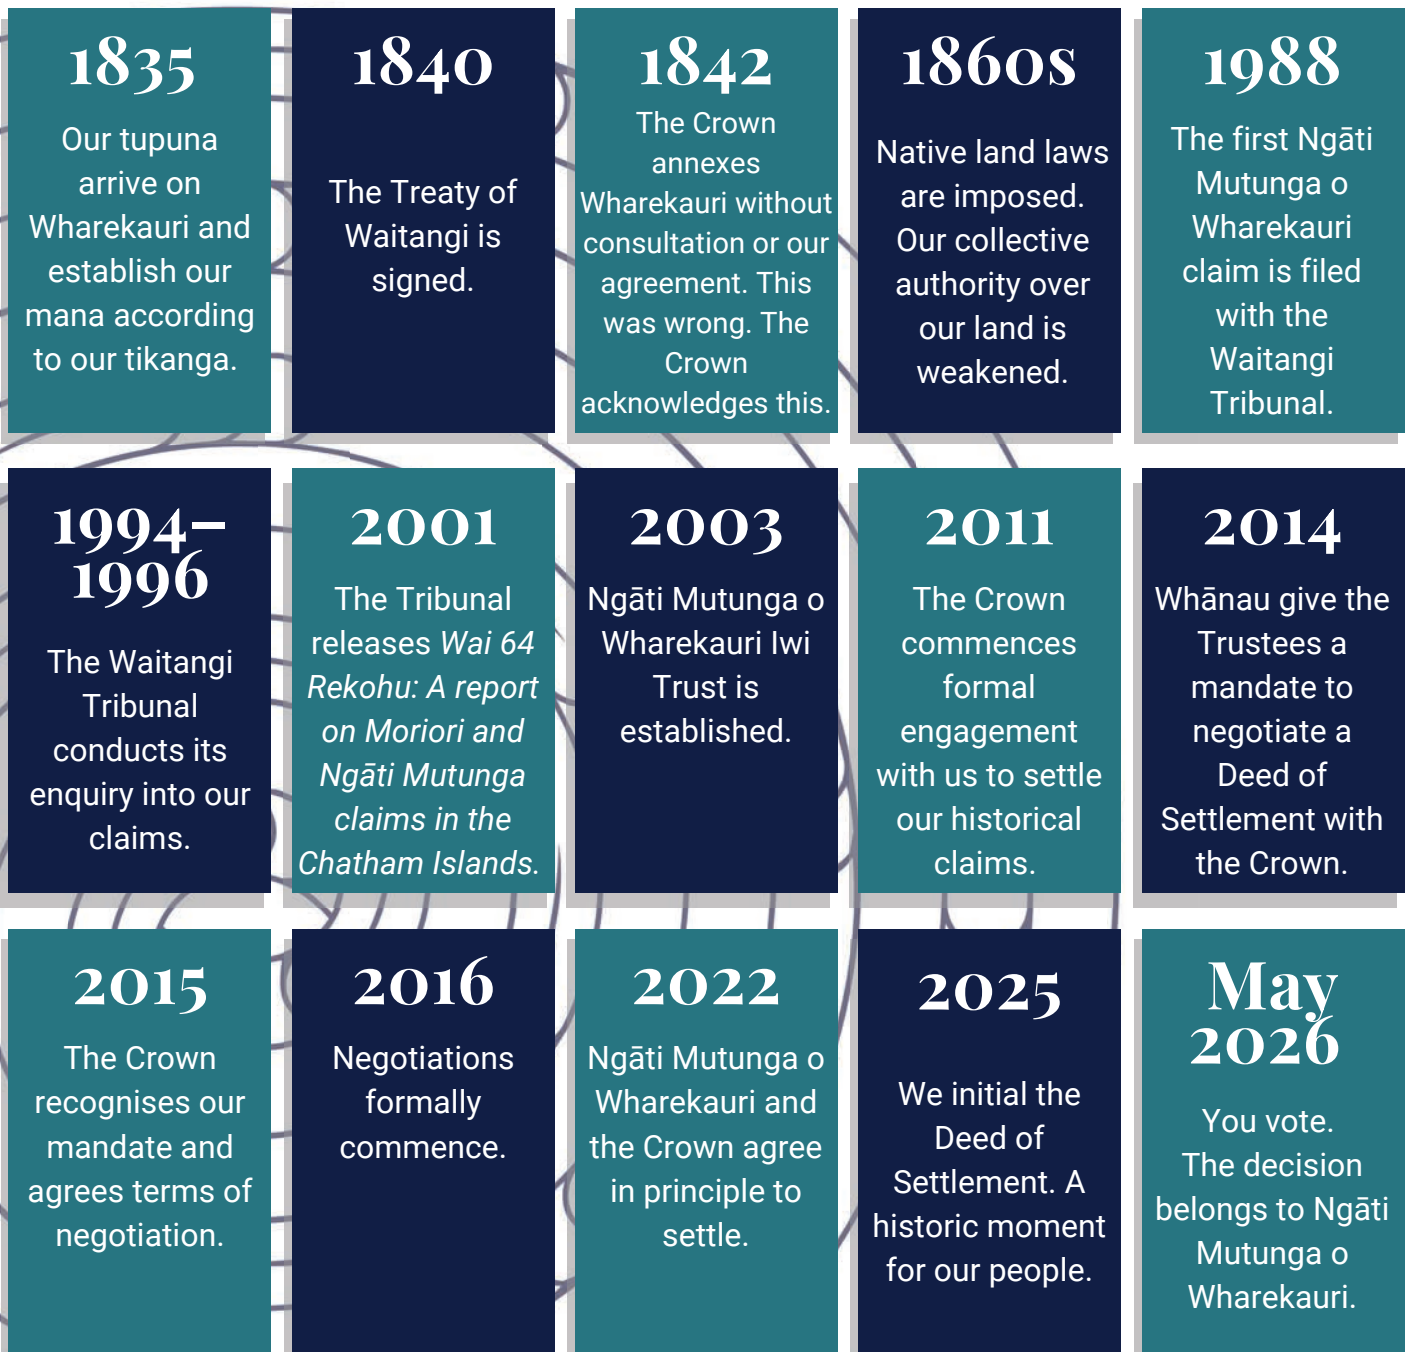 1835
Our tupuna
arrive on
Wharekauri and
establish our
mana according
to our tikanga.
1840
The Treaty of
Waitangi is
signed.
1842
The Crown
annexes
Wharekauri without
consultation or our
agreement. This
was wrong. The
Crown
acknowledges this.
1860s
Native land laws
are imposed.
Our collective
authority over
our land is
weakened.
1988
The first Ngāti
Mutunga o
Wharekauri
claim is filed
with the
Waitangi
Tribunal.
1994–
1996
The Waitangi
Tribunal
conducts its
enquiry into our
claims.
2001
The Tribunal
releases Wai 64
Rekohu: A report
on Moriori and
Ngāti Mutunga
claims in the
Chatham Islands.
2003
Ngāti Mutunga o
Wharekauri Iwi
Trust is
established.
2011
The Crown
commences
formal
engagement
with us to settle
our historical
claims.
2014
Whānau give the
Trustees a
mandate to
negotiate a
Deed of
Settlement with
the Crown.
2015
The Crown
recognises our
mandate and
agrees terms of
negotiation.
2016
Negotiations
formally
commence.
2022
Ngāti Mutunga o
Wharekauri and
the Crown agree
in principle to
settle.
2025
We initial the
Deed of
Settlement. A
historic moment
for our people.
May
2026
You vote.
The decision
belongs to Ngāti
Mutunga o
Wharekauri.